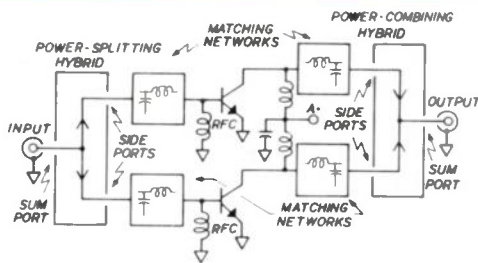 MATCHING
NETWORKS
POWER-SPLITTING
HYBRID
POWER-COMBINING
HYBRID
INPUT
SIDE
PORTS
RFC
A+
SIDE
PORTS
OUTPUT
SUM
PORT
SUM
PORT
RFC
MATCHING
NETWORKS